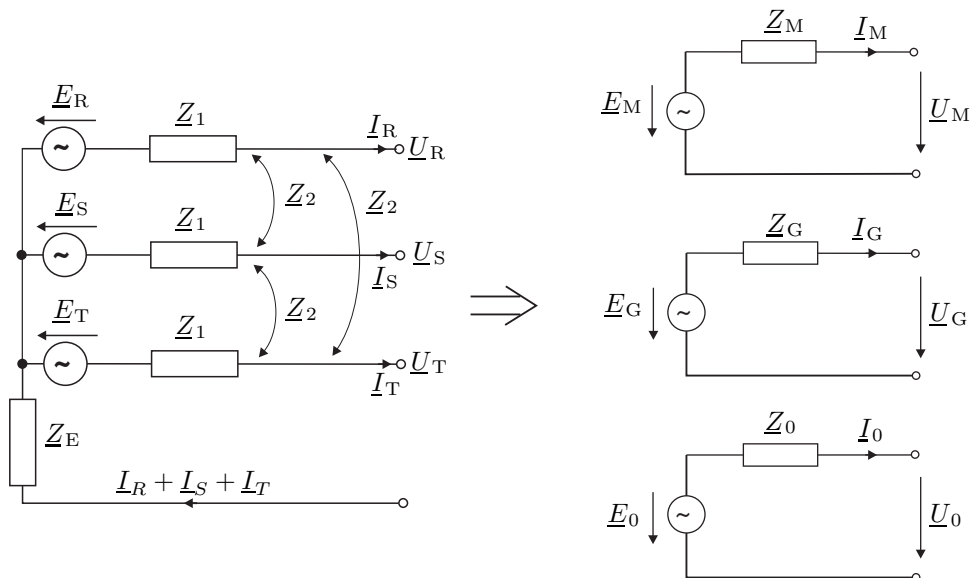 E_R
Z_1
I_R
U_R
Z_2
Z_2
E_S
Z_1
U_S
I_S
Z_2
E_T
Z_1
U_T
I_T
Z_E
I_R + I_S + I_T
Z_M
I_M
E_M
~
U_M
Z_G
I_G
E_G
~
U_G
Z_0
I_0
E_0
~
U_0
~
~
~